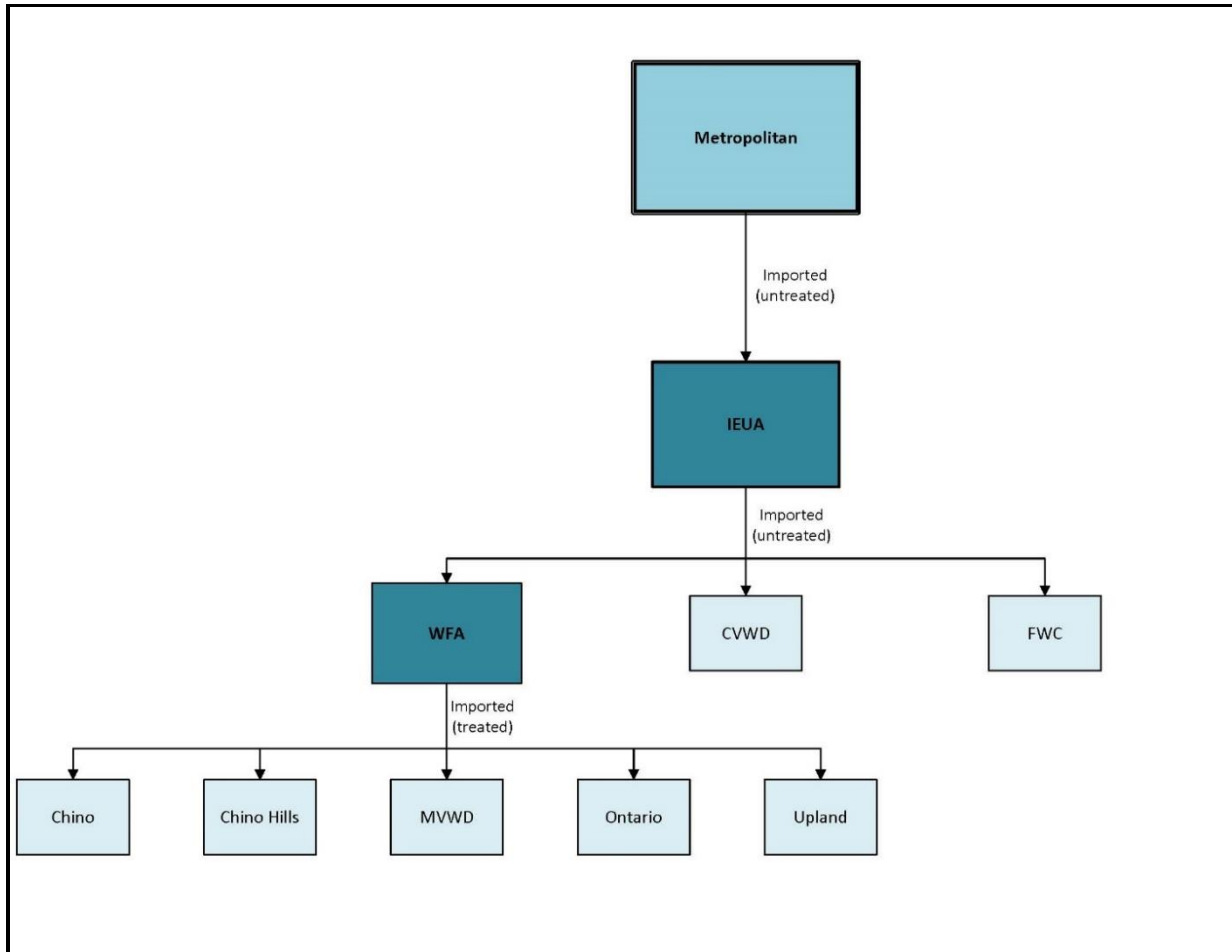 Metropolitan
Imported
(untreated)
IEUA
Imported
(untreated)
WFA
CVWD
FWC
Imported
(treated)
Chino
Chino Hills
MVWD
Ontario
Upland